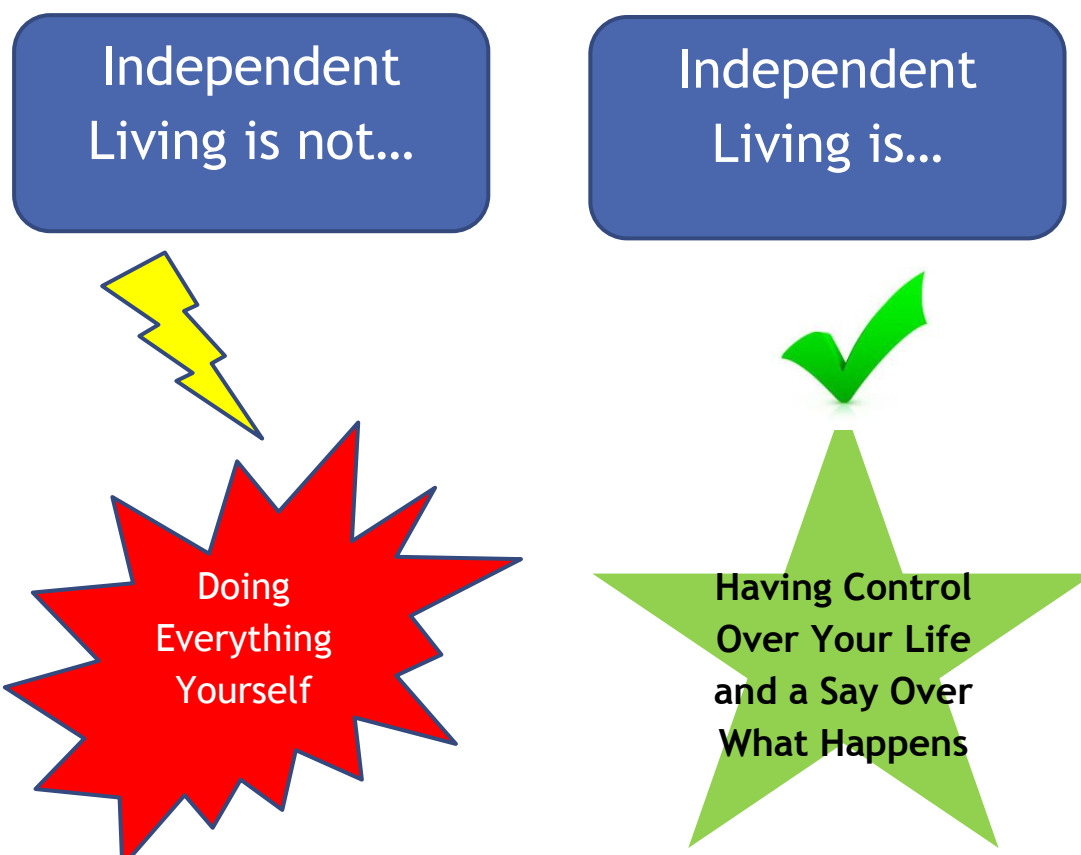 Independent
Living is not…
Independent
Living is…
Doing
Everything
Yourself
Having Control
Over Your Life
and a Say Over
What Happens